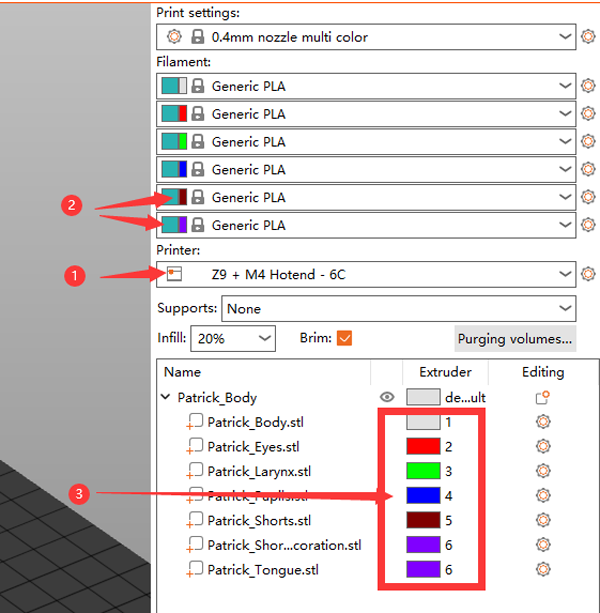 Print settings:
0.4mm nozzle multi color
Filament:
Generic PLA
Generic PLA
Generic PLA
Generic PLA
Generic PLA
2
Generic PLA
Printer:
1 Z9 + M4 Hotend - 6C
Supports: None
Infill: 20% Brim: Purging volumes...
Name Extruder Editing
Patrick_Body de...ult
Patrick_Body.stl 1
Patrick_Eyes.stl 2
Patrick_Larynx.stl 3
3 Patrick_Pupils.stl 4
Patrick_Shorts.stl 5
Patrick_Shor...coration.stl 6
Patrick_Tongue.stl 6